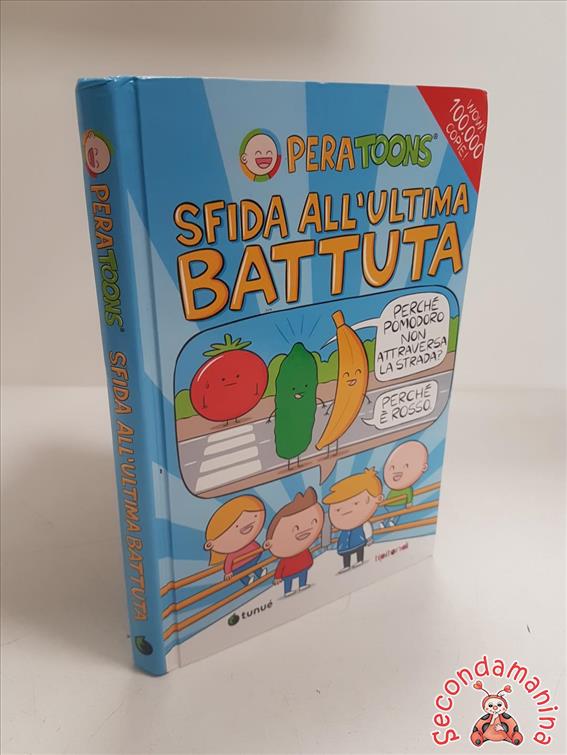 PERATOONS®
SFIDA ALL'ULTIMA
BATTUTA
WOW!
100.000
COPIE!
PERCHÉ
POMODORO
NON
ATTRAVERSA
LA STRADA?
PERCHÉ
È ROSSO.
tunué
PERATOONS®
SFIDA ALL'ULTIMA BATTUTA
Secondamanina